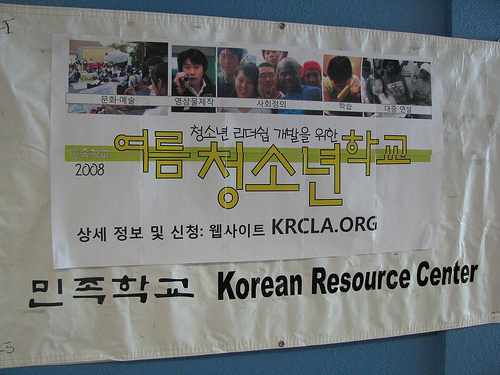 문화·예술 영상물제작 사회정의 학습 대중 연설
청소년 리더쉽 개발을 위한
여름청소년학교
2008
상세 정보 및 신청: 웹사이트 KRCLA.ORG
민족학교 Korean Resource Center